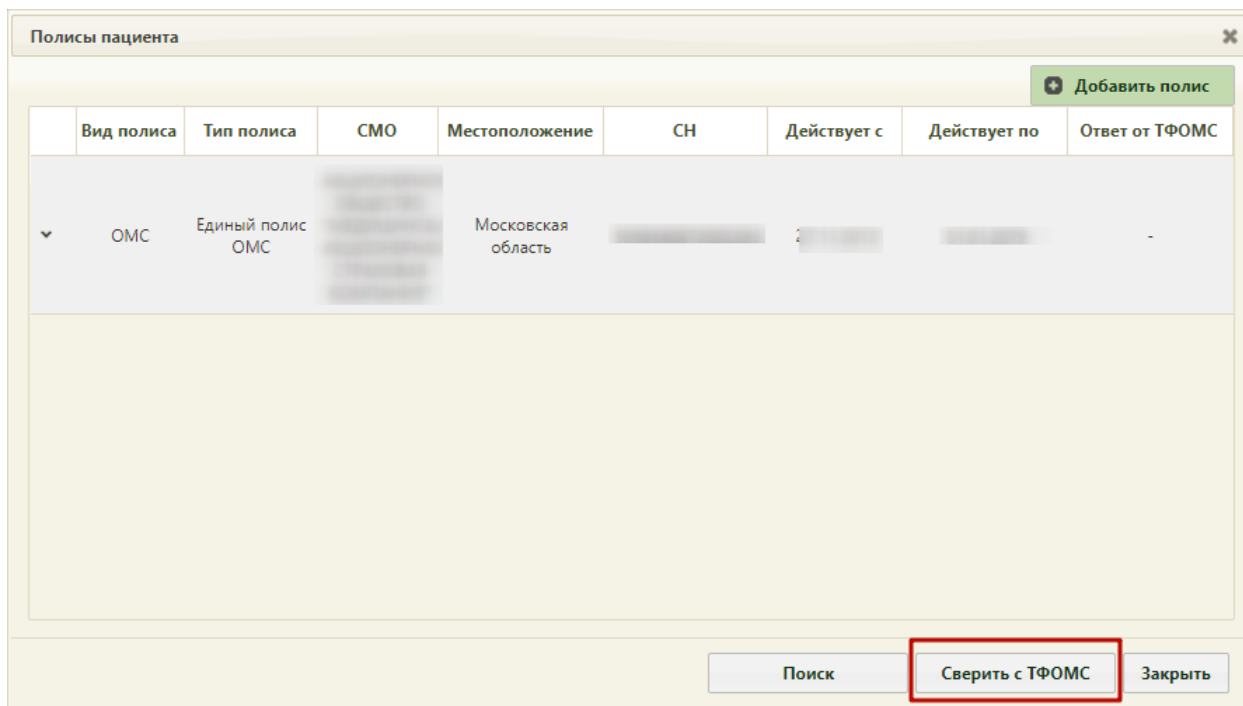 Полисы пациента
Добавить полис
Вид полиса Тип полиса СМО Местоположение СН Действует с Действует по Ответ от ТФОМС
ОМС Единый полис ОМС Московская область -
Поиск Сверить с ТФОМС Закрыть